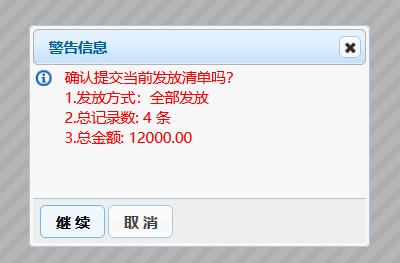 警告信息
确认提交当前发放清单吗?
1.发放方式：全部发放
2.总记录数: 4 条
3.总金额: 12000.00
继 续 取 消